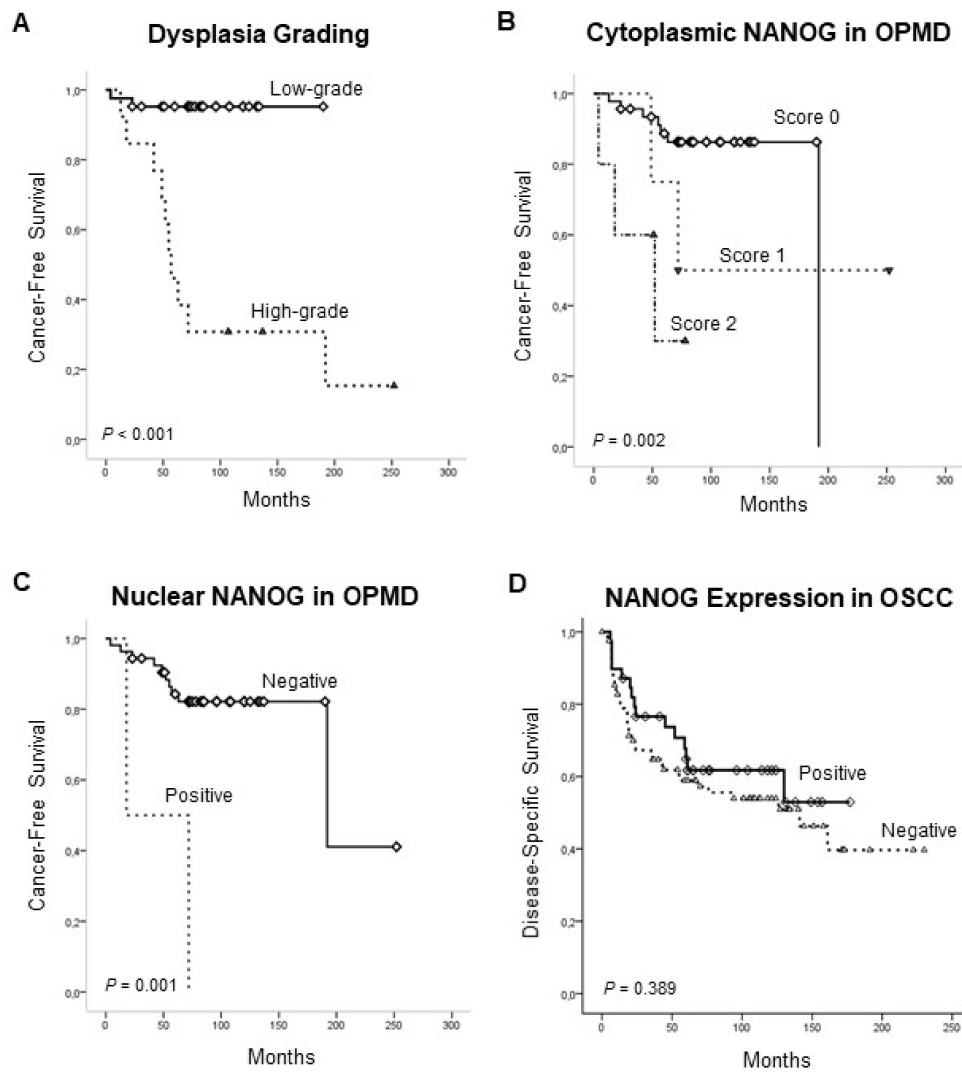 A
Dysplasia Grading
Cancer-Free Survival
1,0
0,8
0,6
0,4
0,2
0,0
Low-grade
High-grade
P < 0.001
0 50 100 150 200 250 300
Months
B
Cytoplasmic NANOG in OPMD
Cancer-Free Survival
1,0
0,8
0,6
0,4
0,2
0,0
Score 0
Score 1
Score 2
P = 0.002
0 50 100 150 200 250 300
Months
C
Nuclear NANOG in OPMD
Cancer-Free Survival
1,0
0,8
0,6
0,4
0,2
0,0
Negative
Positive
P = 0.001
0 50 100 150 200 250 300
Months
D
NANOG Expression in OSCC
Disease-Specific Survival
1,0
0,8
0,6
0,4
0,2
0,0
Positive
Negative
P = 0.389
0 50 100 150 200 250
Months